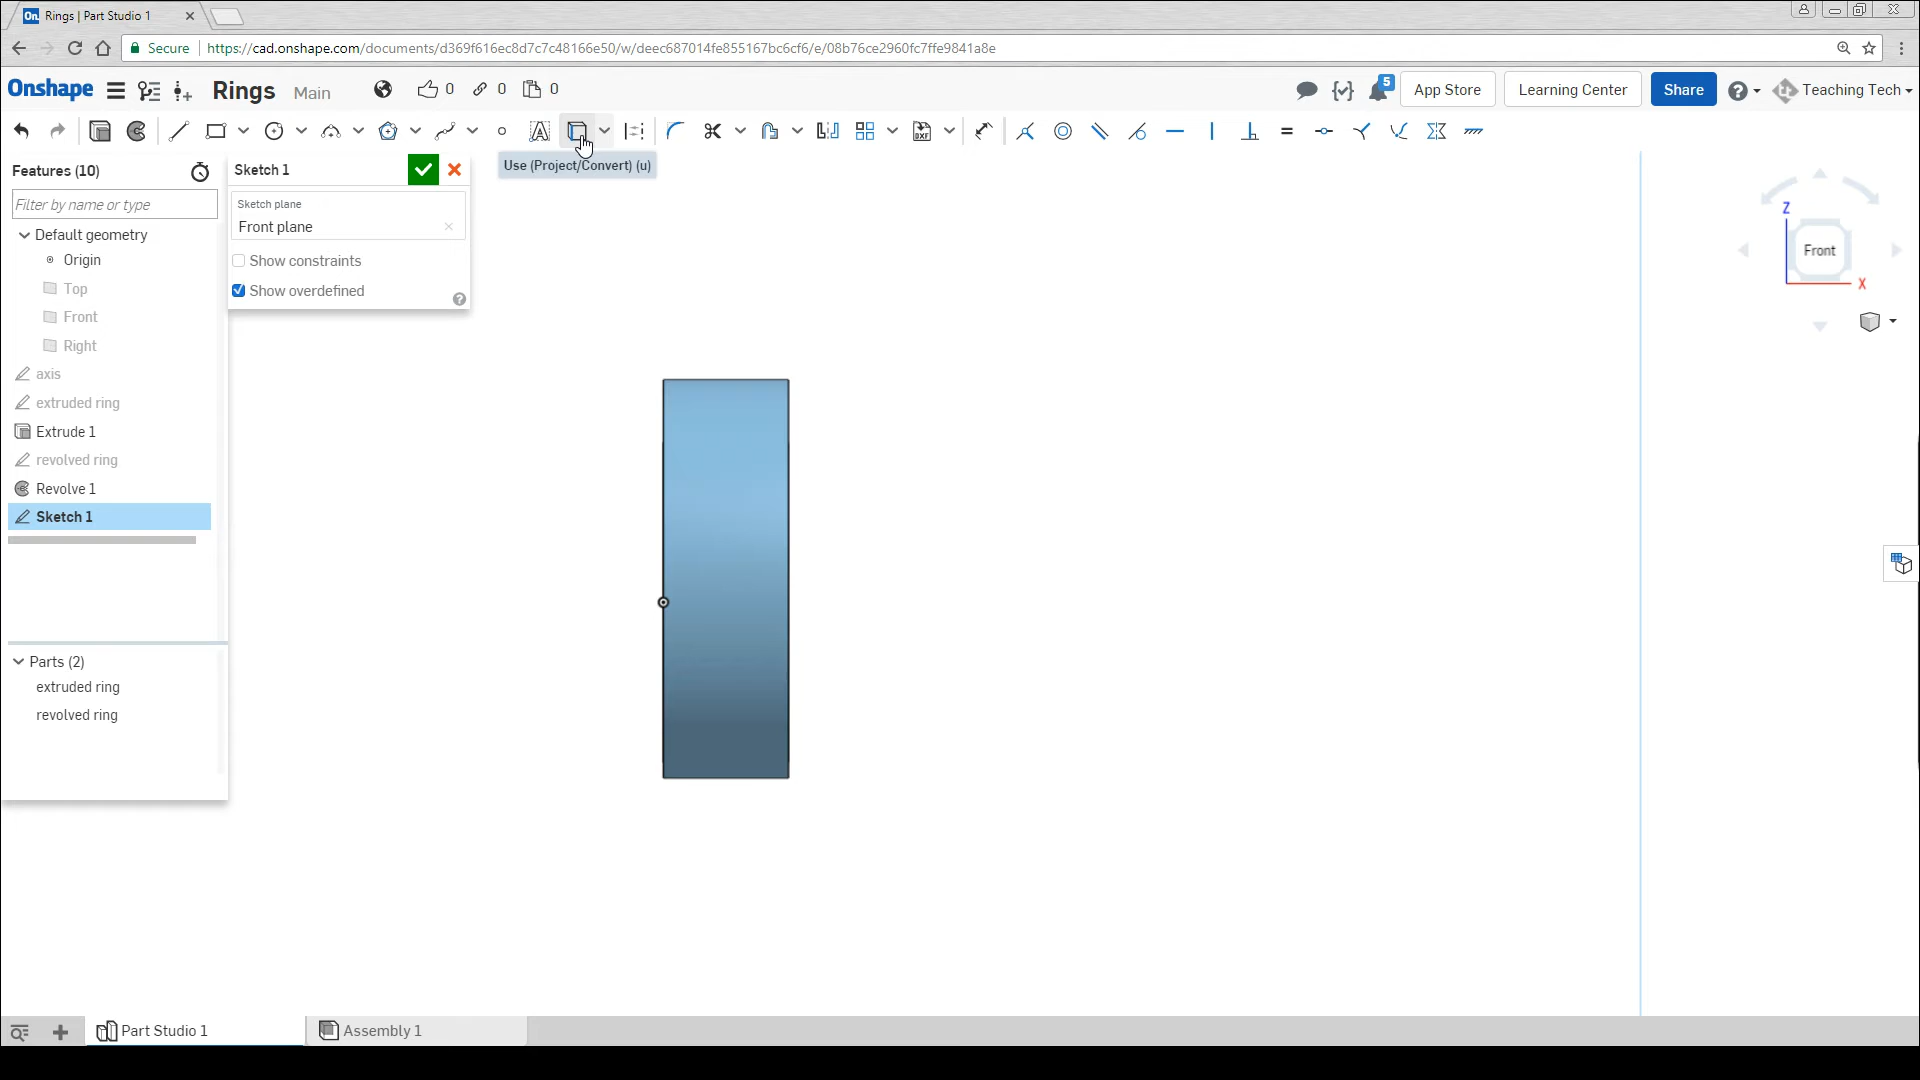 On Rings | Part Studio 1
Secure https://cad.onshape.com/documents/d369f616ec8d7c7c48166e50/w/deec687014fe855167bc6cf6/e/08b76ce2960fc7ffe9841a8e
Onshape Rings Main 0 0 0 5 App Store Learning Center Share Teaching Tech
Use (Project/Convert) (u)
Features (10)
Filter by name or type
Default geometry
Origin
Top
Front
Right
axis
extruded ring
Extrude 1
revolved ring
Revolve 1
Sketch 1
Parts (2)
extruded ring
revolved ring
Sketch 1
Sketch plane
Front plane
Show constraints
Show overdefined
Z
Front
X
Part Studio 1
Assembly 1